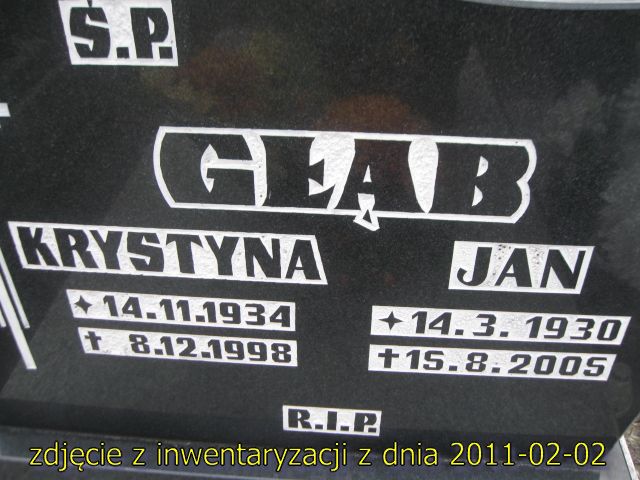 Ś.P.
GŁĄB
KRYSTYNA JAN
✦14.11.1934 ✦14.3.1930
✝ 8.12.1998 ✝15.8.2005
R.I.P.
zdjęcie z inwentaryzacji z dnia 2011-02-02